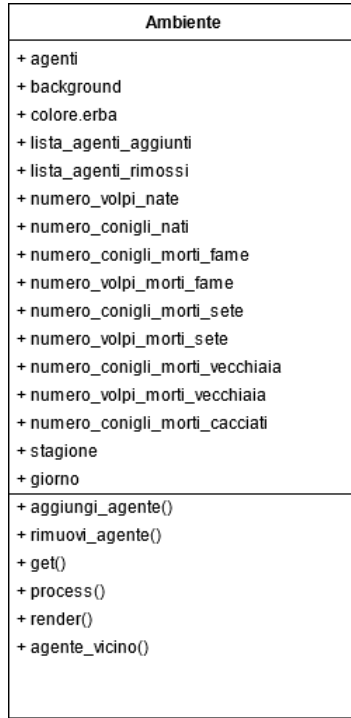 Ambiente
+ agenti
+ background
+ colore.erba
+ lista_agenti_aggiunti
+ lista_agenti_rimossi
+ numero_volpi_nate
+ numero_conigli_nati
+ numero_conigli_morti_fame
+ numero_volpi_morti_fame
+ numero_conigli_morti_sete
+ numero_volpi_morti_sete
+ numero_conigli_morti_vecchiaia
+ numero_volpi_morti_vecchiaia
+ numero_conigli_morti_cacciati
+ stagione
+ giorno
+ aggiungi_agente()
+ rimuovi_agente()
+ get()
+ process()
+ render()
+ agente_vicino()